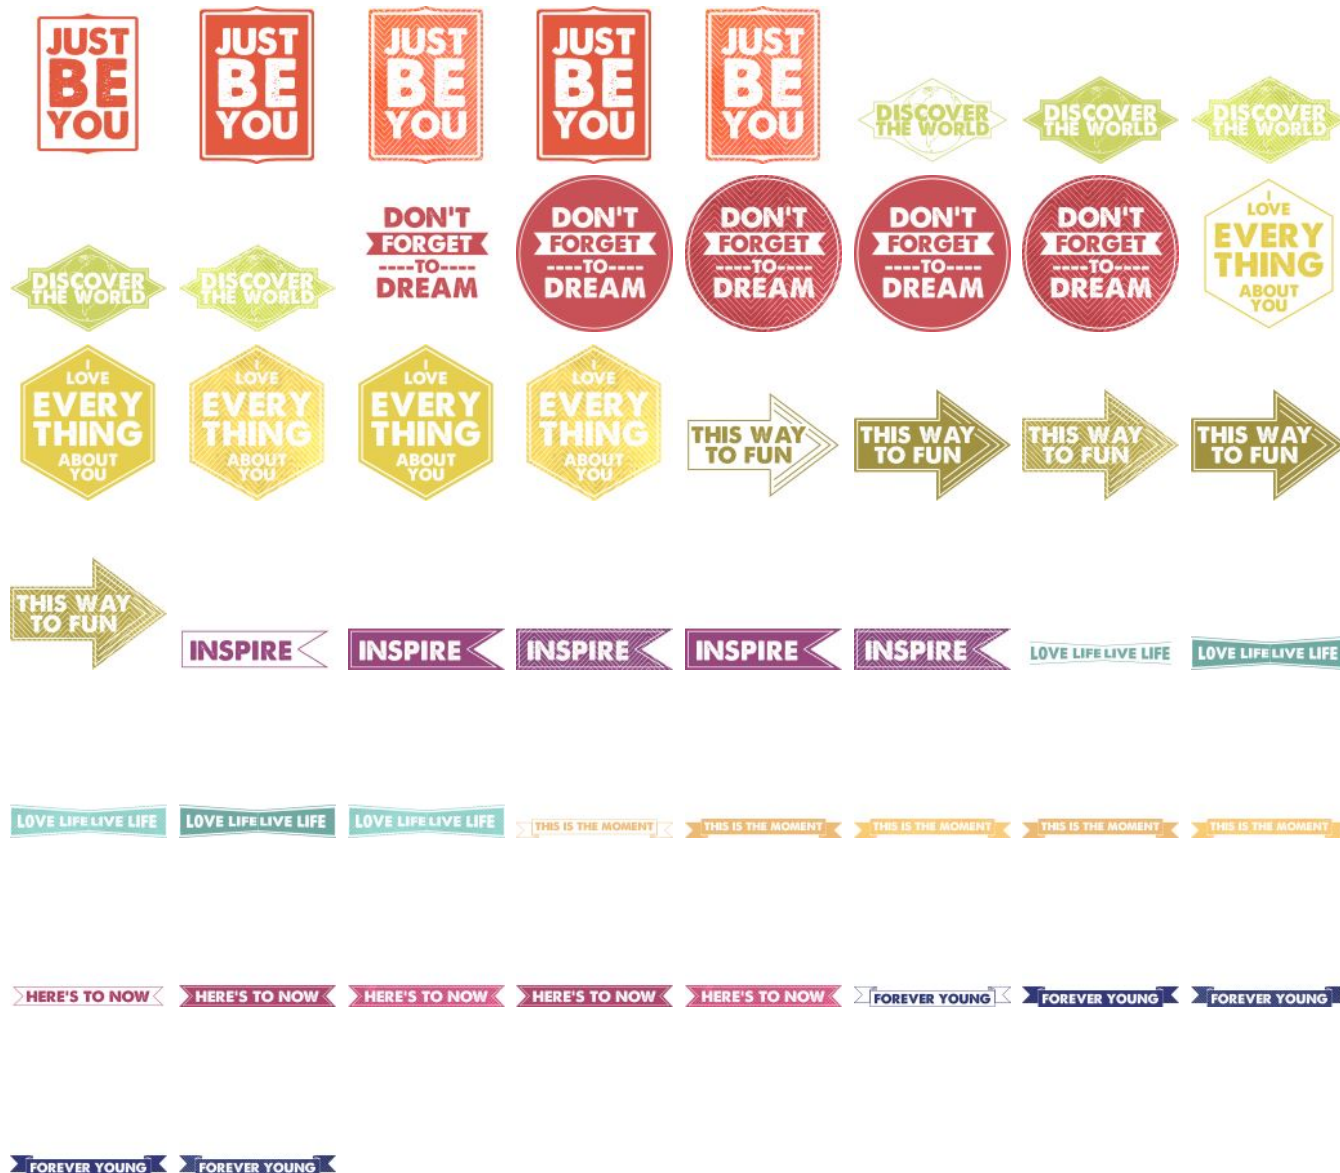 JUST
BE
YOU
JUST
BE
YOU
JUST
BE
YOU
JUST
BE
YOU
JUST
BE
YOU
DISCOVER
THE WORLD
DISCOVER
THE WORLD
DISCOVER
THE WORLD
DISCOVER
THE WORLD
DISCOVER
THE WORLD
DON'T
FORGET
----TO----
DREAM
DON'T
FORGET
----TO----
DREAM
DON'T
FORGET
----TO----
DREAM
DON'T
FORGET
----TO----
DREAM
DON'T
FORGET
----TO----
DREAM
I
LOVE
EVERY
THING
ABOUT
YOU
I
LOVE
EVERY
THING
ABOUT
YOU
I
LOVE
EVERY
THING
ABOUT
YOU
I
LOVE
EVERY
THING
ABOUT
YOU
I
LOVE
EVERY
THING
ABOUT
YOU
THIS WAY
TO FUN
THIS WAY
TO FUN
THIS WAY
TO FUN
THIS WAY
TO FUN
THIS WAY
TO FUN
INSPIRE
INSPIRE
INSPIRE
INSPIRE
INSPIRE
LOVE LIFE LIVE LIFE
LOVE LIFE LIVE LIFE
LOVE LIFE LIVE LIFE
LOVE LIFE LIVE LIFE
LOVE LIFE LIVE LIFE
THIS IS THE MOMENT
THIS IS THE MOMENT
THIS IS THE MOMENT
THIS IS THE MOMENT
THIS IS THE MOMENT
HERE'S TO NOW
HERE'S TO NOW
HERE'S TO NOW
HERE'S TO NOW
HERE'S TO NOW
FOREVER YOUNG
FOREVER YOUNG
FOREVER YOUNG
FOREVER YOUNG
FOREVER YOUNG